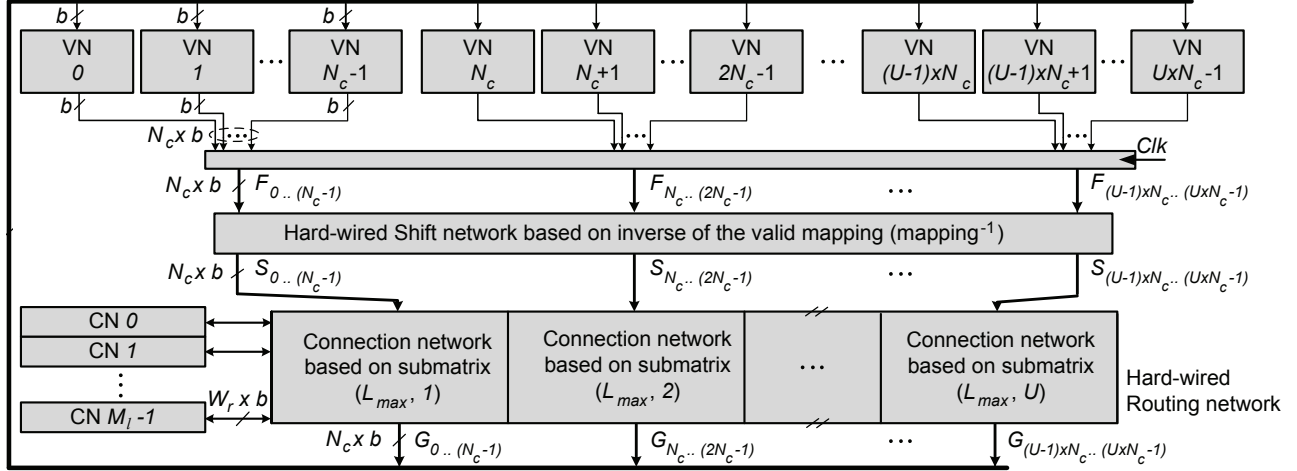 b b b
VN 0 VN 1 ... VN N_c-1 VN N_c VN N_c+1 ... VN 2N_c-1 ... VN (U-1)xN_c VN (U-1)xN_c+1 ... VN UxN_c-1
b b b
N_c x b ... ... ...
Clk
N_c x b F_0 .. (N_c-1) F_N_c.. (2N_c-1) ... F_(U-1)xN_c.. (UxN_c-1)
Hard-wired Shift network based on inverse of the valid mapping (mapping^-1)
N_c x b S_0 .. (N_c-1) S_N_c.. (2N_c-1) ... S_(U-1)xN_c.. (UxN_c-1)
CN 0
CN 1
⋮
CN M_l -1
W_r x b
Connection network based on submatrix (L_max, 1)
Connection network based on submatrix (L_max, 2)
...
Connection network based on submatrix (L_max, U)
Hard-wired
Routing network
N_c x b G_0 .. (N_c-1) G_N_c.. (2N_c-1) ... G_(U-1)xN_c.. (UxN_c-1)